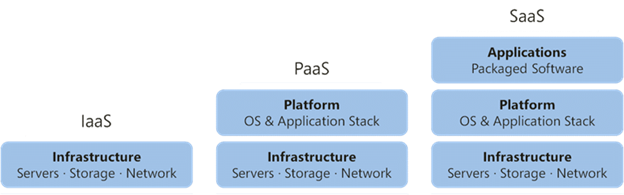 SaaS
Applications
Packaged Software
PaaS
Platform
OS & Application Stack
Platform
OS & Application Stack
IaaS
Infrastructure
Servers · Storage · Network
Infrastructure
Servers · Storage · Network
Infrastructure
Servers · Storage · Network